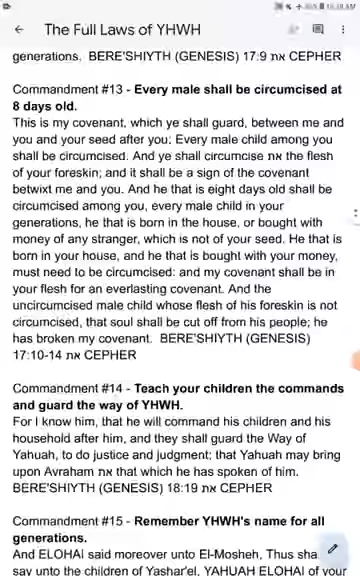 The Full Laws of YHWH
generations. BERE'SHIYTH (GENESIS) 17:9 את CEPHER
Commandment #13 - Every male shall be circumcised at
8 days old.
This is my covenant, which ye shall guard, between me and
you and your seed after you; Every male child among you
shall be circumcised. And ye shall circumcise את the flesh
of your foreskin; and it shall be a sign of the covenant
betwixt me and you. And he that is eight days old shall be
circumcised among you, every male child in your
generations, he that is born in the house, or bought with
money of any stranger, which is not of your seed. He that is
born in your house, and he that is bought with your money,
must need to be circumcised: and my covenant shall be in
your flesh for an everlasting covenant. And the
uncircumcised male child whose flesh of his foreskin is not
circumcised, that soul shall be cut off from his people; he
has broken my covenant. BERE'SHIYTH (GENESIS)
17:10-14 את CEPHER
Commandment #14 - Teach your children the commands
and guard the way of YHWH.
For I know him, that he will command his children and his
household after him, and they shall guard the Way of
Yahuah, to do justice and judgment; that Yahuah may bring
upon Avraham את that which he has spoken of him.
BERE'SHIYTH (GENESIS) 18:19 את CEPHER
Commandment #15 - Remember YHWH's name for all
generations.
And ELOHAI said moreover unto El-Mosheh, Thus sha
say unto the children of Yashar'el, YAHUAH ELOHAI of your